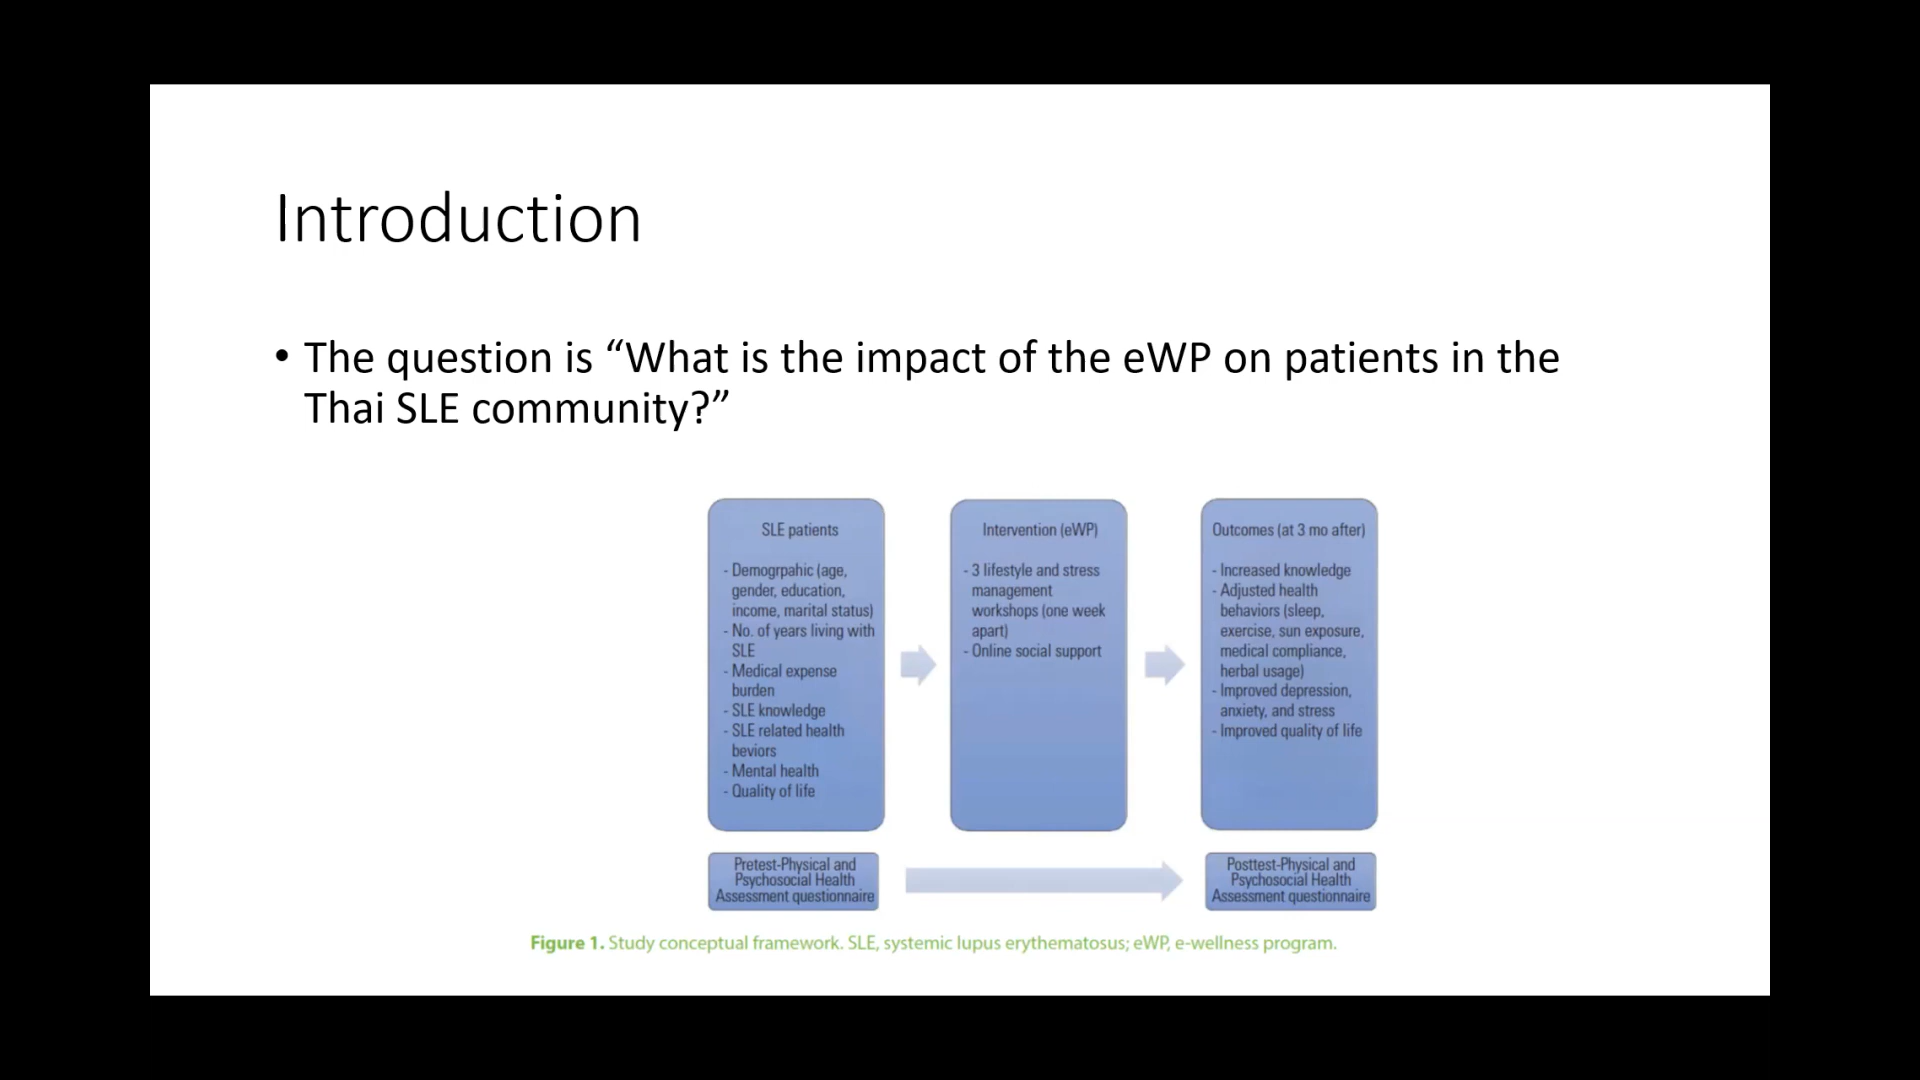 Introduction
• The question is “What is the impact of the eWP on patients in the
Thai SLE community?”
SLE patients
- Demogrpahic (age,
gender, education,
income, marital status)
- No. of years living with
SLE
- Medical expense
burden
- SLE knowledge
- SLE related health
beviors
- Mental health
- Quality of life
Intervention (eWP)
- 3 lifestyle and stress
management
workshops (one week
apart)
- Online social support
Outcomes (at 3 mo after)
- Increased knowledge
- Adjusted health
behaviors (sleep,
exercise, sun exposure,
medical compliance,
herbal usage)
- Improved depression,
anxiety, and stress
- Improved quality of life
Pretest-Physical and
Psychosocial Health
Assessment questionnaire
Posttest-Physical and
Psychosocial Health
Assessment questionnaire
Figure 1. Study conceptual framework. SLE, systemic lupus erythematosus; eWP, e-wellness program.